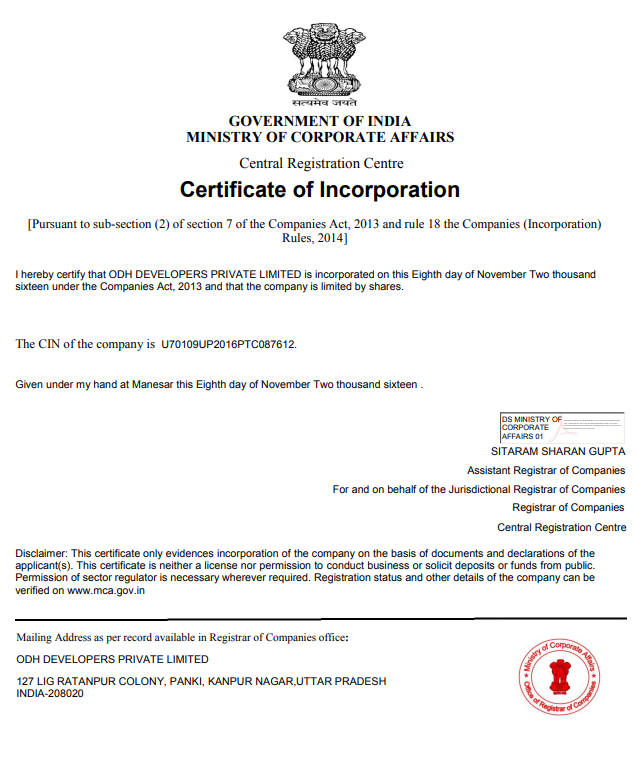 सत्यमेव जयते
GOVERNMENT OF INDIA
MINISTRY OF CORPORATE AFFAIRS
Central Registration Centre
Certificate of Incorporation
[Pursuant to sub-section (2) of section 7 of the Companies Act, 2013 and rule 18 the Companies (Incorporation)
Rules, 2014]
I hereby certify that ODH DEVELOPERS PRIVATE LIMITED is incorporated on this Eighth day of November Two thousand
sixteen under the Companies Act, 2013 and that the company is limited by shares.
The CIN of the company is U70109UP2016PTC087612.
Given under my hand at Manesar this Eighth day of November Two thousand sixteen .
DS MINISTRY OF
CORPORATE
AFFAIRS 01
SITARAM SHARAN GUPTA
Assistant Registrar of Companies
For and on behalf of the Jurisdictional Registrar of Companies
Registrar of Companies
Central Registration Centre
Disclaimer: This certificate only evidences incorporation of the company on the basis of documents and declarations of the
applicant(s). This certificate is neither a license nor permission to conduct business or solicit deposits or funds from public.
Permission of sector regulator is necessary wherever required. Registration status and other details of the company can be
verified on www.mca.gov.in
Mailing Address as per record available in Registrar of Companies office:
ODH DEVELOPERS PRIVATE LIMITED
127 LIG RATANPUR COLONY, PANKI, KANPUR NAGAR,UTTAR PRADESH
INDIA-208020
Ministry of Corporate Affairs
Office of Registrar of Companies